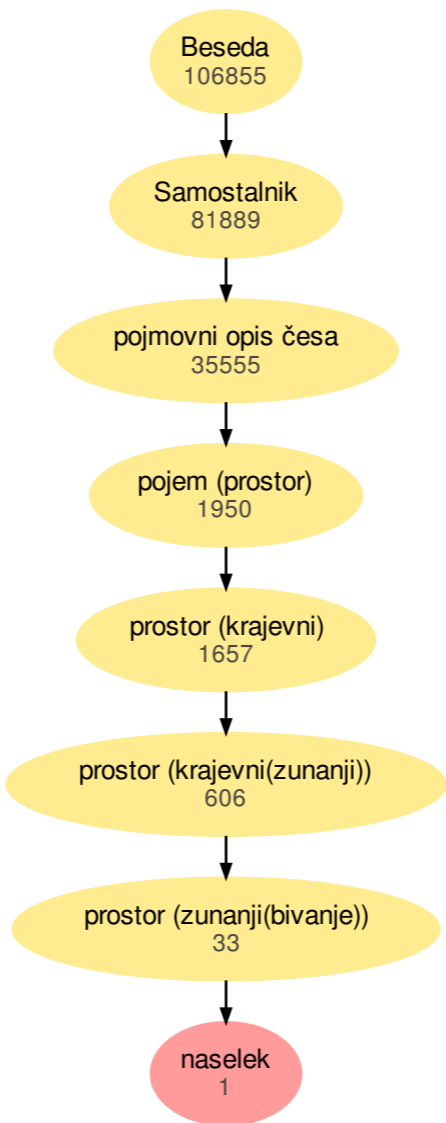 Beseda
106855
Samostalnik
81889
pojmovni opis česa
35555
pojem (prostor)
1950
prostor (krajevni)
1657
prostor (krajevni(zunanji))
606
prostor (zunanji(bivanje))
33
naselek
1